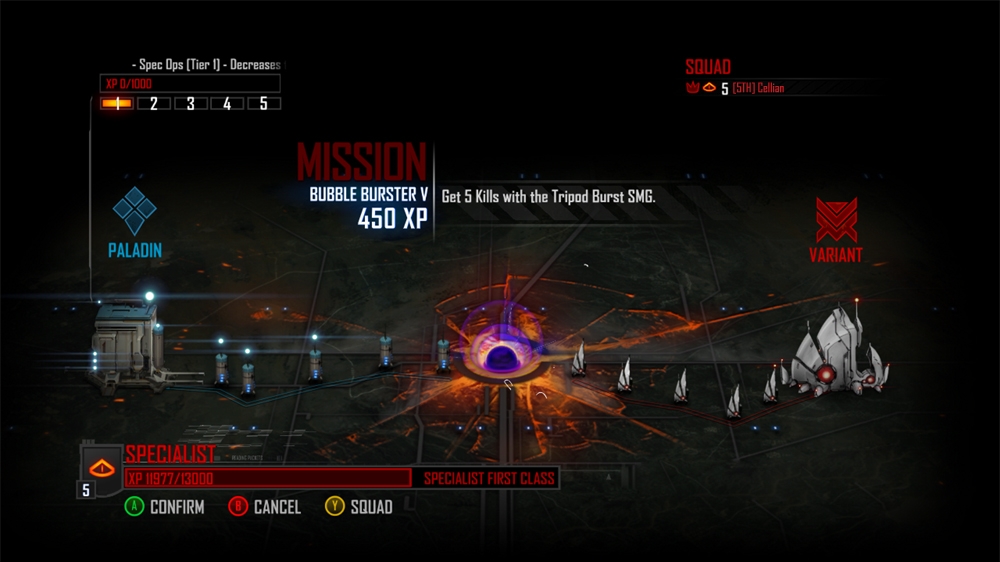 - Spec Ops [Tier 1] - Decreases
XP 0/1000
1 2 3 4 5
SQUAD
5 [5TH] Cellian
MISSION
BUBBLE BURSTER V
450 XP
Get 5 Kills with the Tripod Burst SMG.
PALADIN
VARIANT
SPECIALIST
5
XP 11977/13000
SPECIALIST FIRST CLASS
A CONFIRM
B CANCEL
Y SQUAD